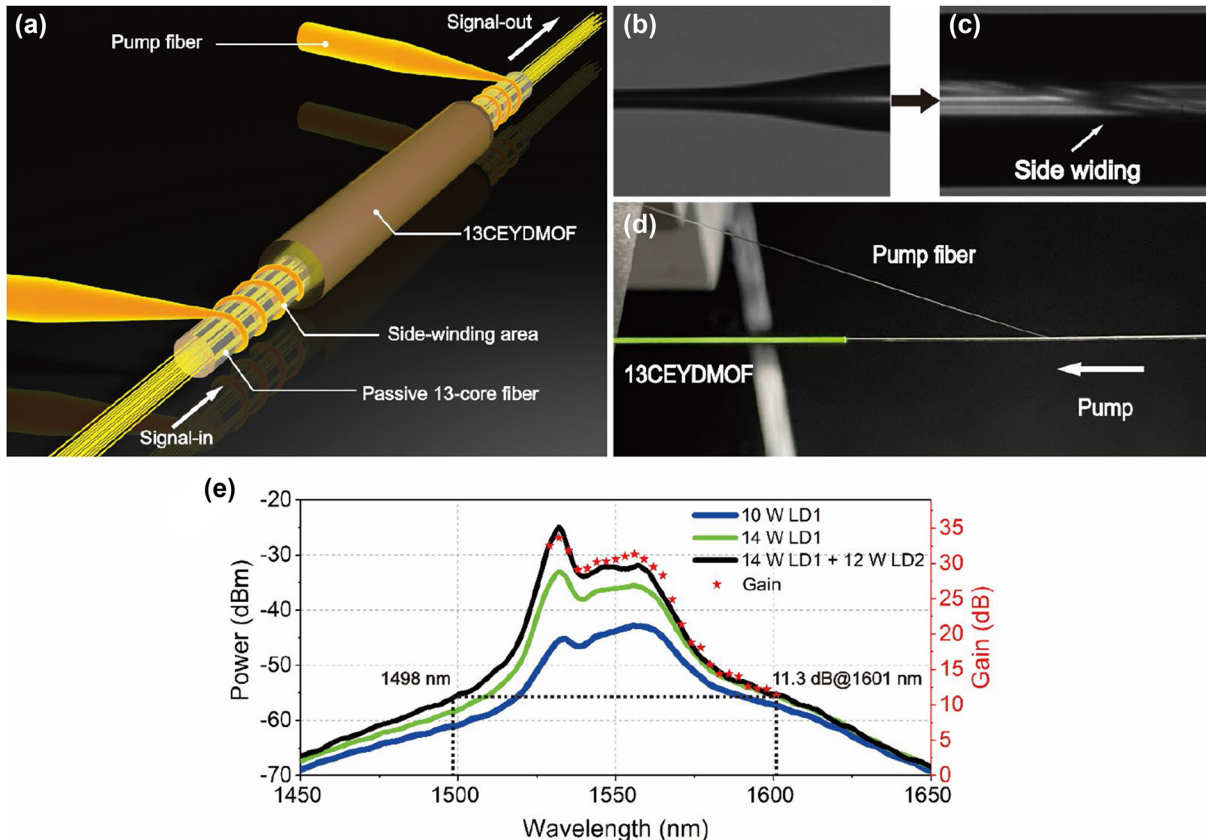 (a)
Signal-out
Pump fiber
13CEYDMOF
Side-winding area
Passive 13-core fiber
Signal-in
(b)
(c)
Side widing
(d)
Pump fiber
13CEYDMOF
Pump
(e)
-20
-30
-40
-50
-60
-70
Power (dBm)
10 W LD1
14 W LD1
14 W LD1 + 12 W LD2
Gain
1498 nm
11.3 dB@1601 nm
35
30
25
20
15
10
5
0
Gain (dB)
1450
1500
1550
1600
1650
Wavelength (nm)